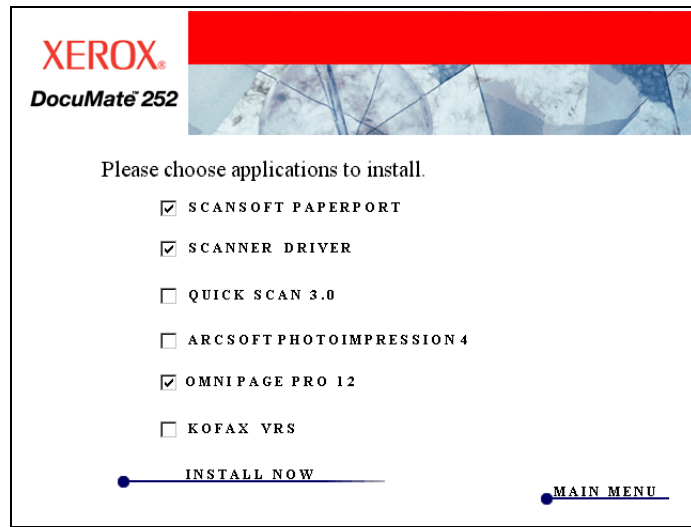 XEROX®
DocuMate™ 252
Please choose applications to install.
SCANSOFT PAPERPORT
SCANNER DRIVER
QUICK SCAN 3.0
ARCSOFT PHOTOIMPRESSION 4
OMNIPAGE PRO 12
KOFAX VRS
INSTALL NOW
MAIN MENU